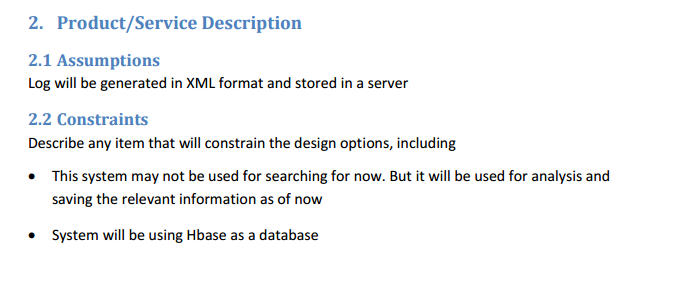 2. Product/Service Description
2.1 Assumptions
Log will be generated in XML format and stored in a server
2.2 Constraints
Describe any item that will constrain the design options, including
• This system may not be used for searching for now. But it will be used for analysis and
saving the relevant information as of now
• System will be using Hbase as a database